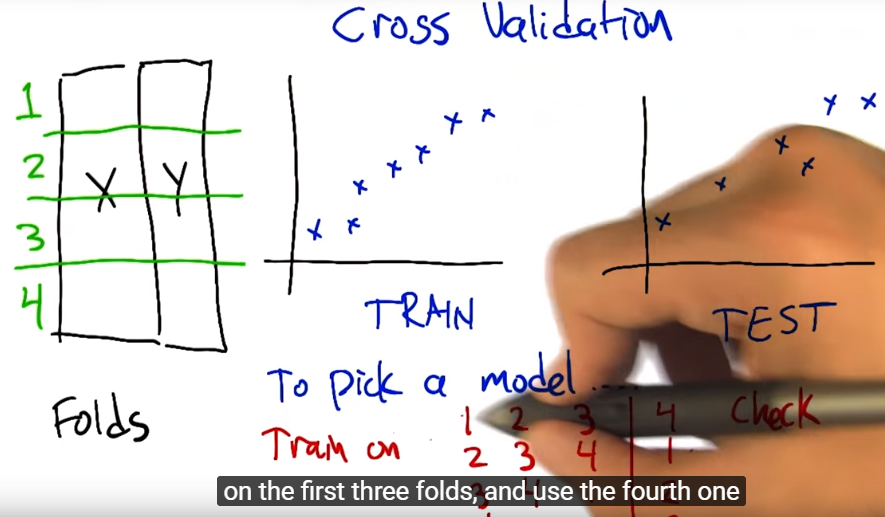 Cross Validation
1
2
3
4
X Y
Folds
TRAIN
TEST
To pick a model....
Train on 1 2 3 4 Check
2 3 4 1
on the first three folds, and use the fourth one